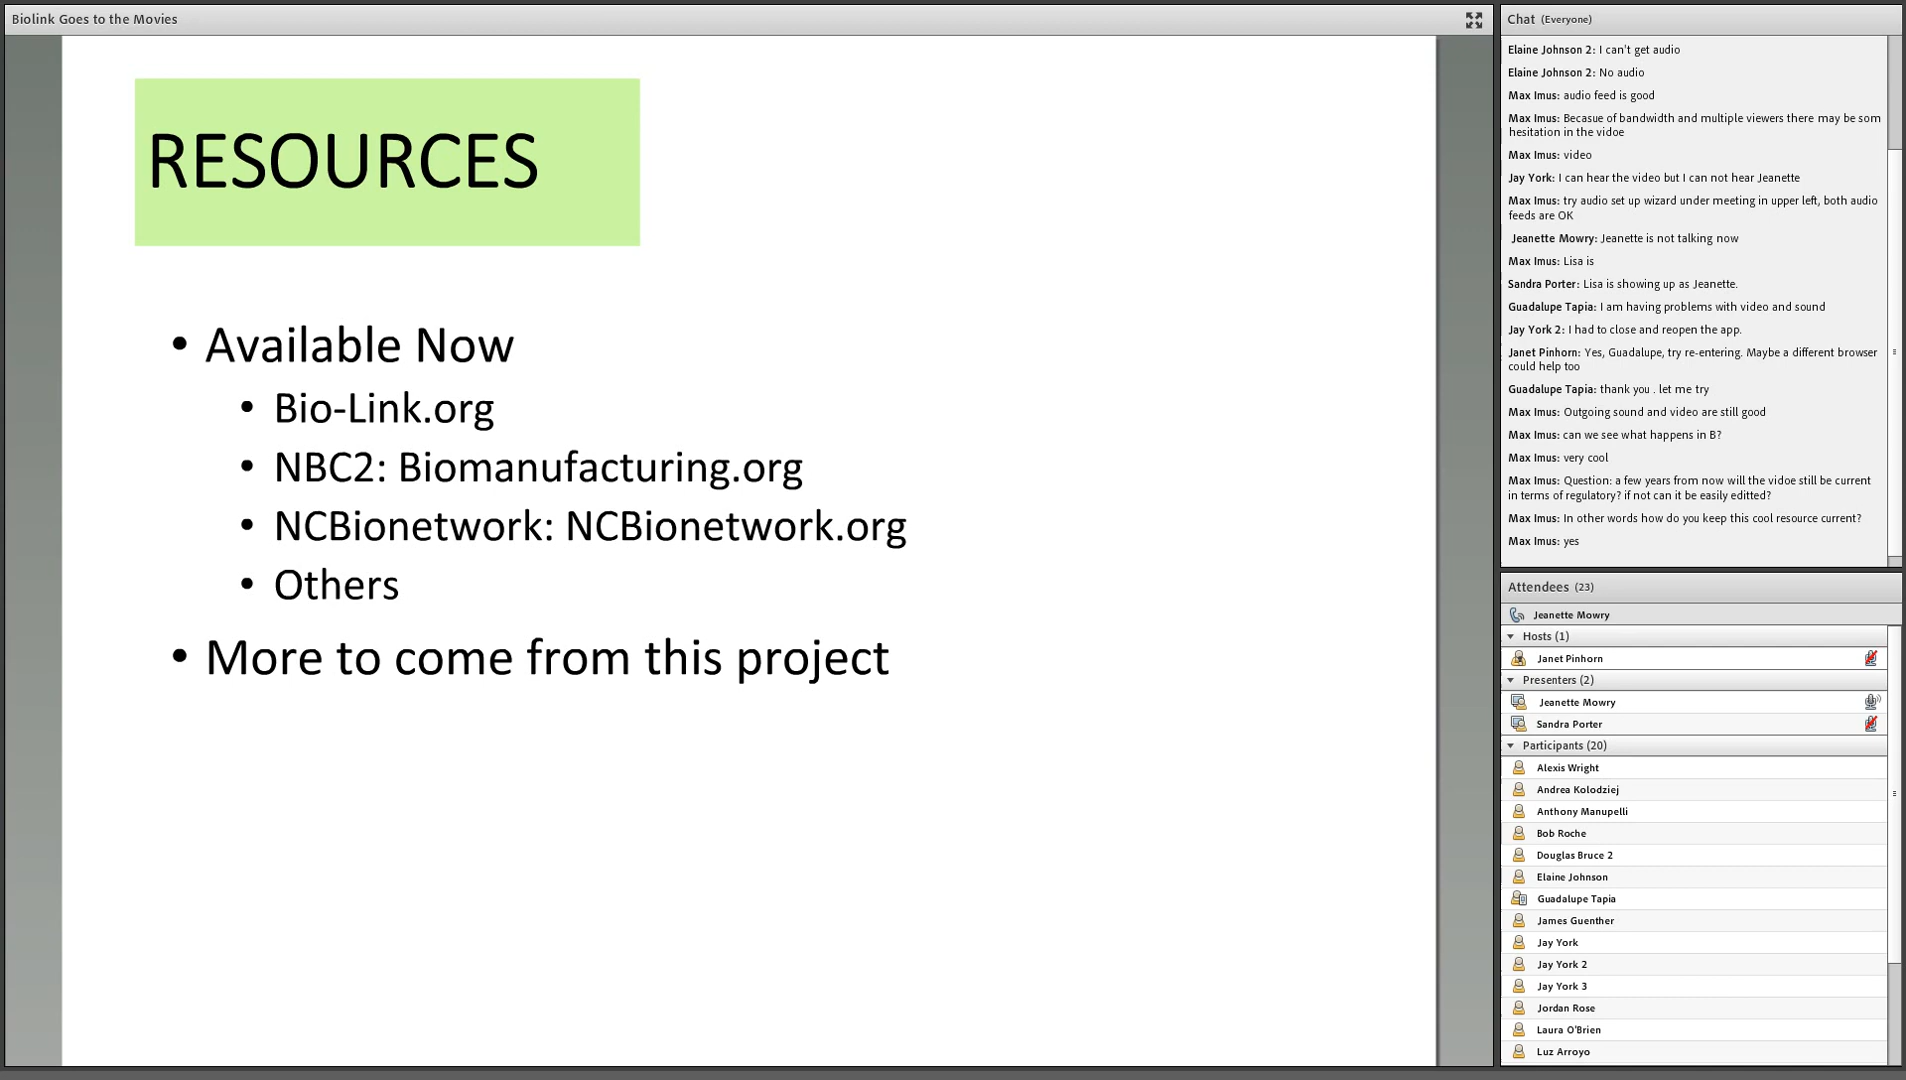 Biolink Goes to the Movies
RESOURCES
• Available Now
• Bio-Link.org
• NBC2: Biomanufacturing.org
• NCBionetwork: NCBionetwork.org
• Others
• More to come from this project
Chat (Everyone)
Elaine Johnson 2: I can't get audio
Elaine Johnson 2: No audio
Max Imus: audio feed is good
Max Imus: Becasue of bandwidth and multiple viewers there may be som
hesitation in the vidoe
Max Imus: video
Jay York: I can hear the video but I can not hear Jeanette
Max Imus: try audio set up wizard under meeting in upper left, both audio
feeds are OK
Jeanette Mowry: Jeanette is not talking now
Max Imus: Lisa is
Sandra Porter: Lisa is showing up as Jeanette.
Guadalupe Tapia: I am having problems with video and sound
Jay York 2: I had to close and reopen the app.
Janet Pinhorn: Yes, Guadalupe, try re-entering. Maybe a different browser
could help too
Guadalupe Tapia: thank you . let me try
Max Imus: Outgoing sound and video are still good
Max Imus: can we see what happens in B?
Max Imus: very cool
Max Imus: Question: a few years from now will the vidoe still be current
in terms of regulatory? if not can it be easily editted?
Max Imus: In other words how do you keep this cool resource current?
Max Imus: yes
Attendees (23)
Jeanette Mowry
Hosts (1)
Janet Pinhorn
Presenters (2)
Jeanette Mowry
Sandra Porter
Participants (20)
Alexis Wright
Andrea Kolodziej
Anthony Manupelli
Bob Roche
Douglas Bruce 2
Elaine Johnson
Guadalupe Tapia
James Guenther
Jay York
Jay York 2
Jay York 3
Jordan Rose
Laura O'Brien
Luz Arroyo